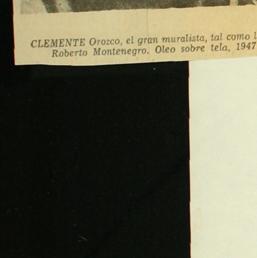 CLEMENTE Orozco, el gran muralista, tal como l
Roberto Montenegro. Oleo sobre tela, 1947